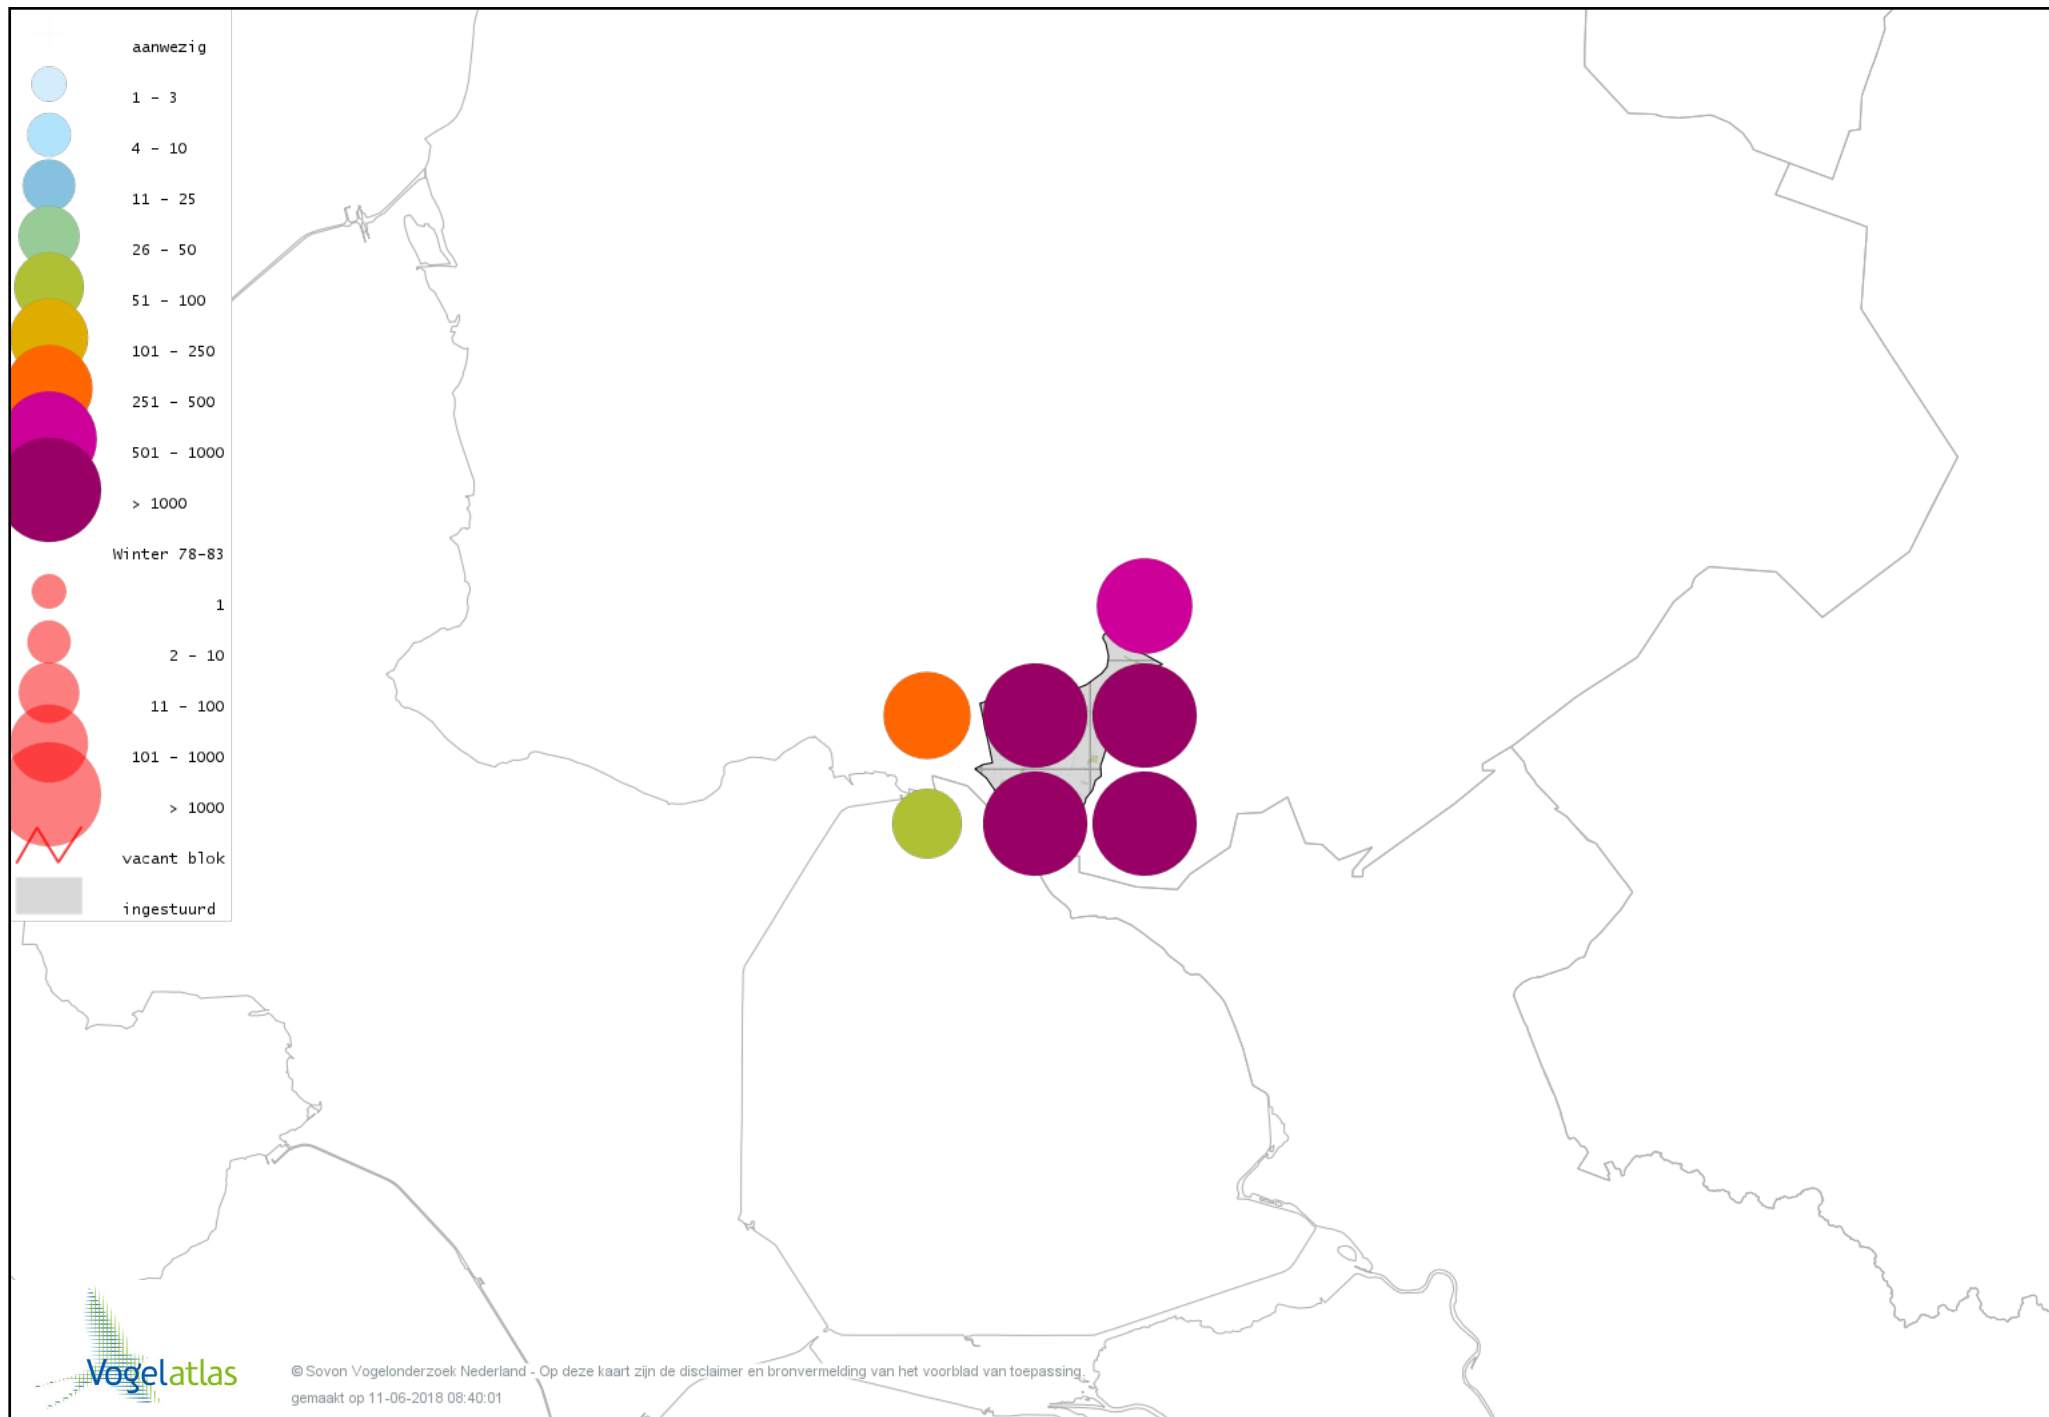 aanwezig
1 - 3
4 - 10
11 - 25
26 - 50
51 - 100
101 - 250
251 - 500
501 - 1000
> 1000
Winter 78-83
1
2 - 10
11 - 100
101 - 1000
> 1000
vacant blok
ingestuurd
Vogelatlas
© Sovon Vogelonderzoek Nederland - Op deze kaart zijn de disclaimer en bronvermelding van het voorblad van toepassing.
gemaakt op 11-06-2018 08:40:01